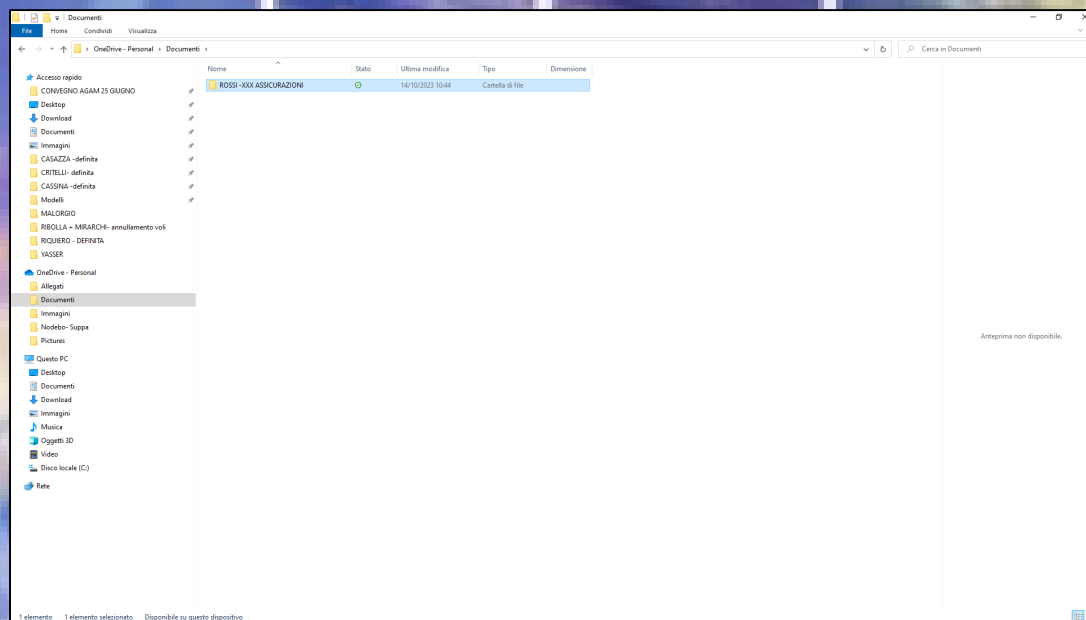 Documenti
File Home Condividi Visualizza
OneDrive - Personal > Documenti >
Cerca in Documenti
Nome Stato Ultima modifica Tipo Dimensione
ROSSI -XXX ASSICURAZIONI 14/10/2023 10:44 Cartella di file
Accesso rapido
CONVEGNO AGAM 25 GIUGNO
Desktop
Download
Documenti
Immagini
CASAZZA -definita
CRITELLI- definita
CASSINA -definita
Modelli
MALORGIO
RIBOLLA + MIRARCHI- annullamento voli
RIQUIERO - DEFINITA
YASSER
OneDrive - Personal
Allegati
Documenti
Immagini
Nodebo- Suppa
Pictures
Questo PC
Desktop
Documenti
Download
Immagini
Musica
Oggetti 3D
Video
Disco locale (C:)
Rete
Anteprima non disponibile.
1 elemento 1 elemento selezionato Disponibile su questo dispositivo